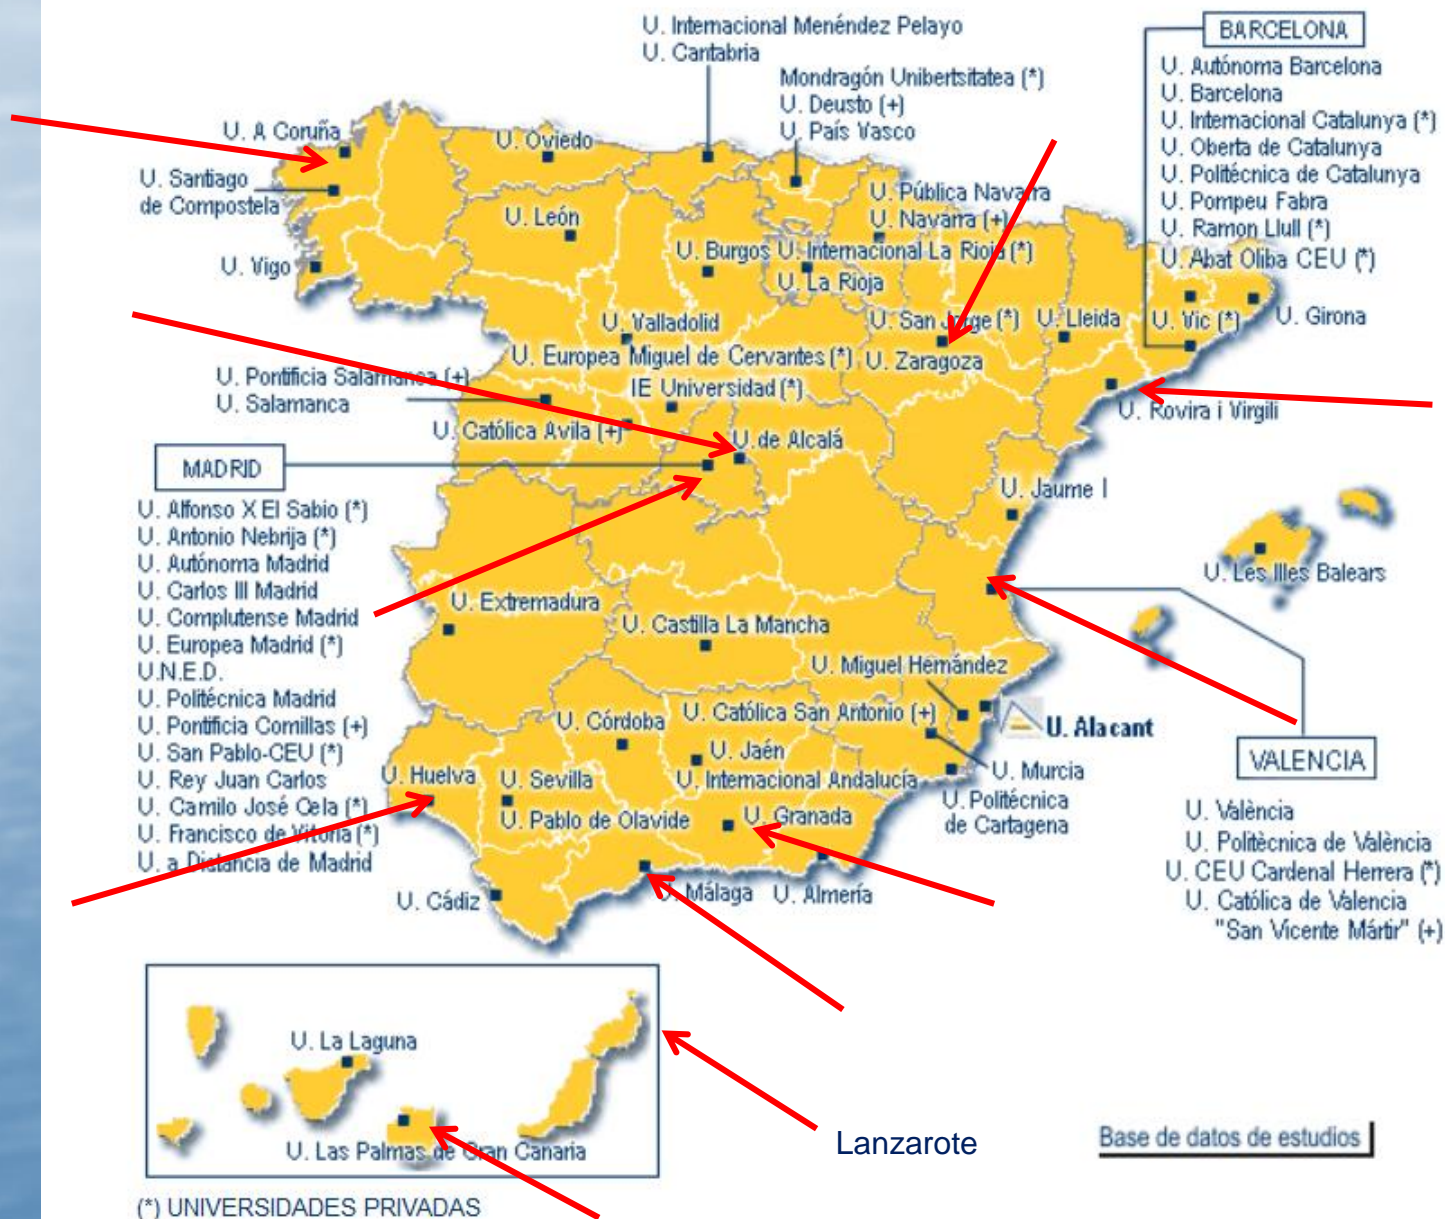 U. Internacional Menéndez Pelayo
U. Cantabria
Mondragón Unibertsitatea (*)
U. Deusto (+)
U. País Vasco
BARCELONA
U. Autónoma Barcelona
U. Barcelona
U. Internacional Catalunya (*)
U. Oberta de Catalunya
U. Politécnica de Catalunya
U. Pompeu Fabra
U. Ramon Llull (*)
U. Abat Oliba CEU (*)
U. A Coruña
U. Oviedo
U. Santiago
de Compostela
U. Pública Navarra
U. Navarra (+)
U. León
U. Burgos
U. Internacional La Rioja (*)
U. La Rioja
U. Vigo
U. Valladolid
U. San Jorge (*)
U. Zaragoza
U. Lleida
U. Vic (*)
U. Girona
U. Europea Miguel de Cervantes (*)
IE Universidad (*)
U. Pontificia Salamanca (+)
U. Salamanca
U. Católica Avila (+)
U. de Alcalá
U. Rovira i Virgili
MADRID
U. Alfonso X El Sabio (*)
U. Antonio Nebrija (*)
U. Autónoma Madrid
U. Carlos III Madrid
U. Complutense Madrid
U. Europea Madrid (*)
U.N.E.D.
U. Politécnica Madrid
U. Pontificia Comillas (+)
U. San Pablo-CEU (*)
U. Rey Juan Carlos
U. Camilo José Cela (*)
U. Francisco de Vitoria (*)
U. a Distancia de Madrid
U. Jaume I
U. Les Illes Balears
U. Extremadura
U. Castilla La Mancha
U. Miguel Hernández
U. Católica San Antonio (+)
U. Alacant
U. Córdoba
U. Jaén
U. Internacional Andalucía
U. Murcia
U. Politécnica
de Cartagena
U. Huelva
U. Sevilla
U. Pablo de Olavide
U. Granada
U. Cádiz
U. Málaga
U. Almería
VALENCIA
U. València
U. Politècnica de València
U. CEU Cardenal Herrera (*)
U. Católica de Valencia
"San Vicente Mártir" (+)
U. La Laguna
U. Las Palmas de Gran Canaria
Lanzarote
Base de datos de estudios
(*) UNIVERSIDADES PRIVADAS